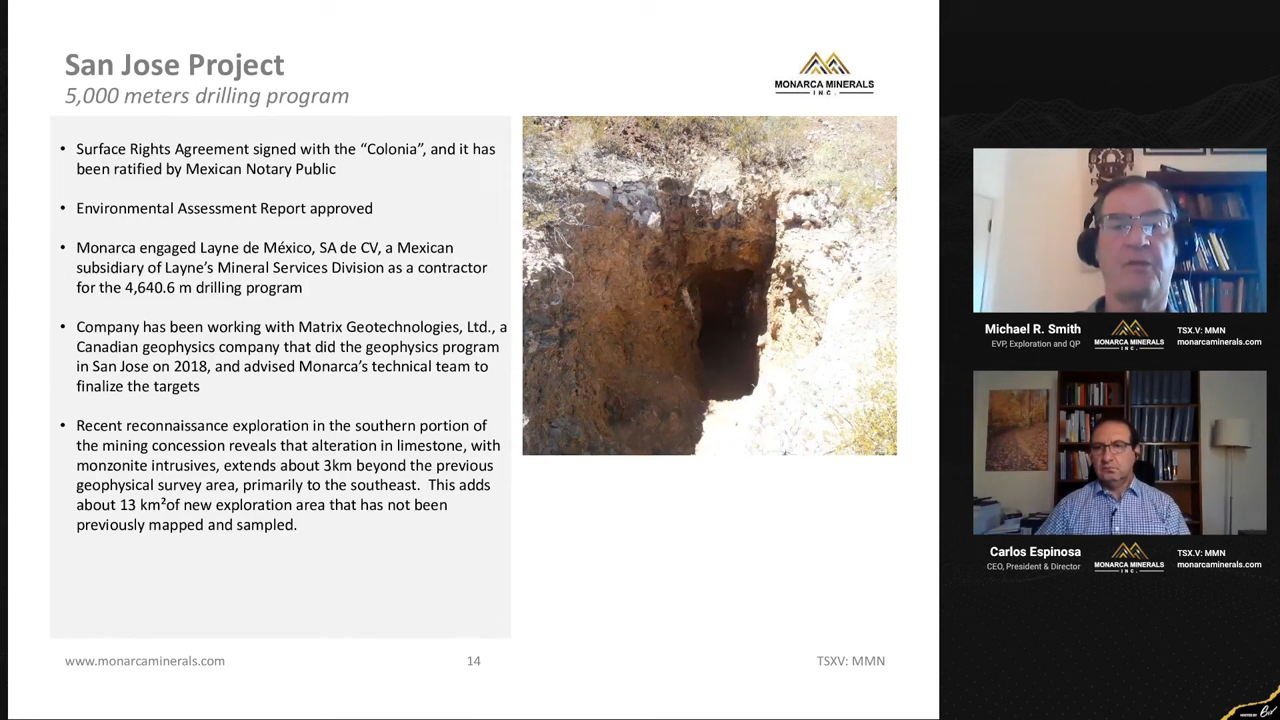 San Jose Project
5,000 meters drilling program
MONARCA MINERALS
INC.
• Surface Rights Agreement signed with the “Colonia”, and it has
been ratified by Mexican Notary Public
• Environmental Assessment Report approved
• Monarca engaged Layne de México, SA de CV, a Mexican
subsidiary of Layne’s Mineral Services Division as a contractor
for the 4,640.6 m drilling program
• Company has been working with Matrix Geotechnologies, Ltd., a
Canadian geophysics company that did the geophysics program
in San Jose on 2018, and advised Monarca’s technical team to
finalize the targets
• Recent reconnaissance exploration in the southern portion of
the mining concession reveals that alteration in limestone, with
monzonite intrusives, extends about 3km beyond the previous
geophysical survey area, primarily to the southeast. This adds
about 13 km²of new exploration area that has not been
previously mapped and sampled.
www.monarcaminerals.com
14
TSXV: MMN
Michael R. Smith
EVP, Exploration and QP
MONARCA MINERALS
INC.
TSX.V: MMN
monarcaminerals.com
Carlos Espinosa
CEO, President & Director
MONARCA MINERALS
INC.
TSX.V: MMN
monarcaminerals.com
HOSTED BY